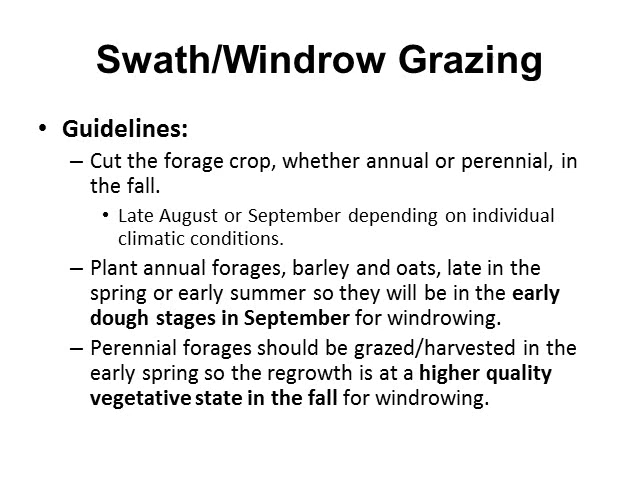 Swath/Windrow Grazing
• Guidelines:
– Cut the forage crop, whether annual or perennial, in
the fall.
• Late August or September depending on individual
climatic conditions.
– Plant annual forages, barley and oats, late in the
spring or early summer so they will be in the early
dough stages in September for windrowing.
– Perennial forages should be grazed/harvested in the
early spring so the regrowth is at a higher quality
vegetative state in the fall for windrowing.